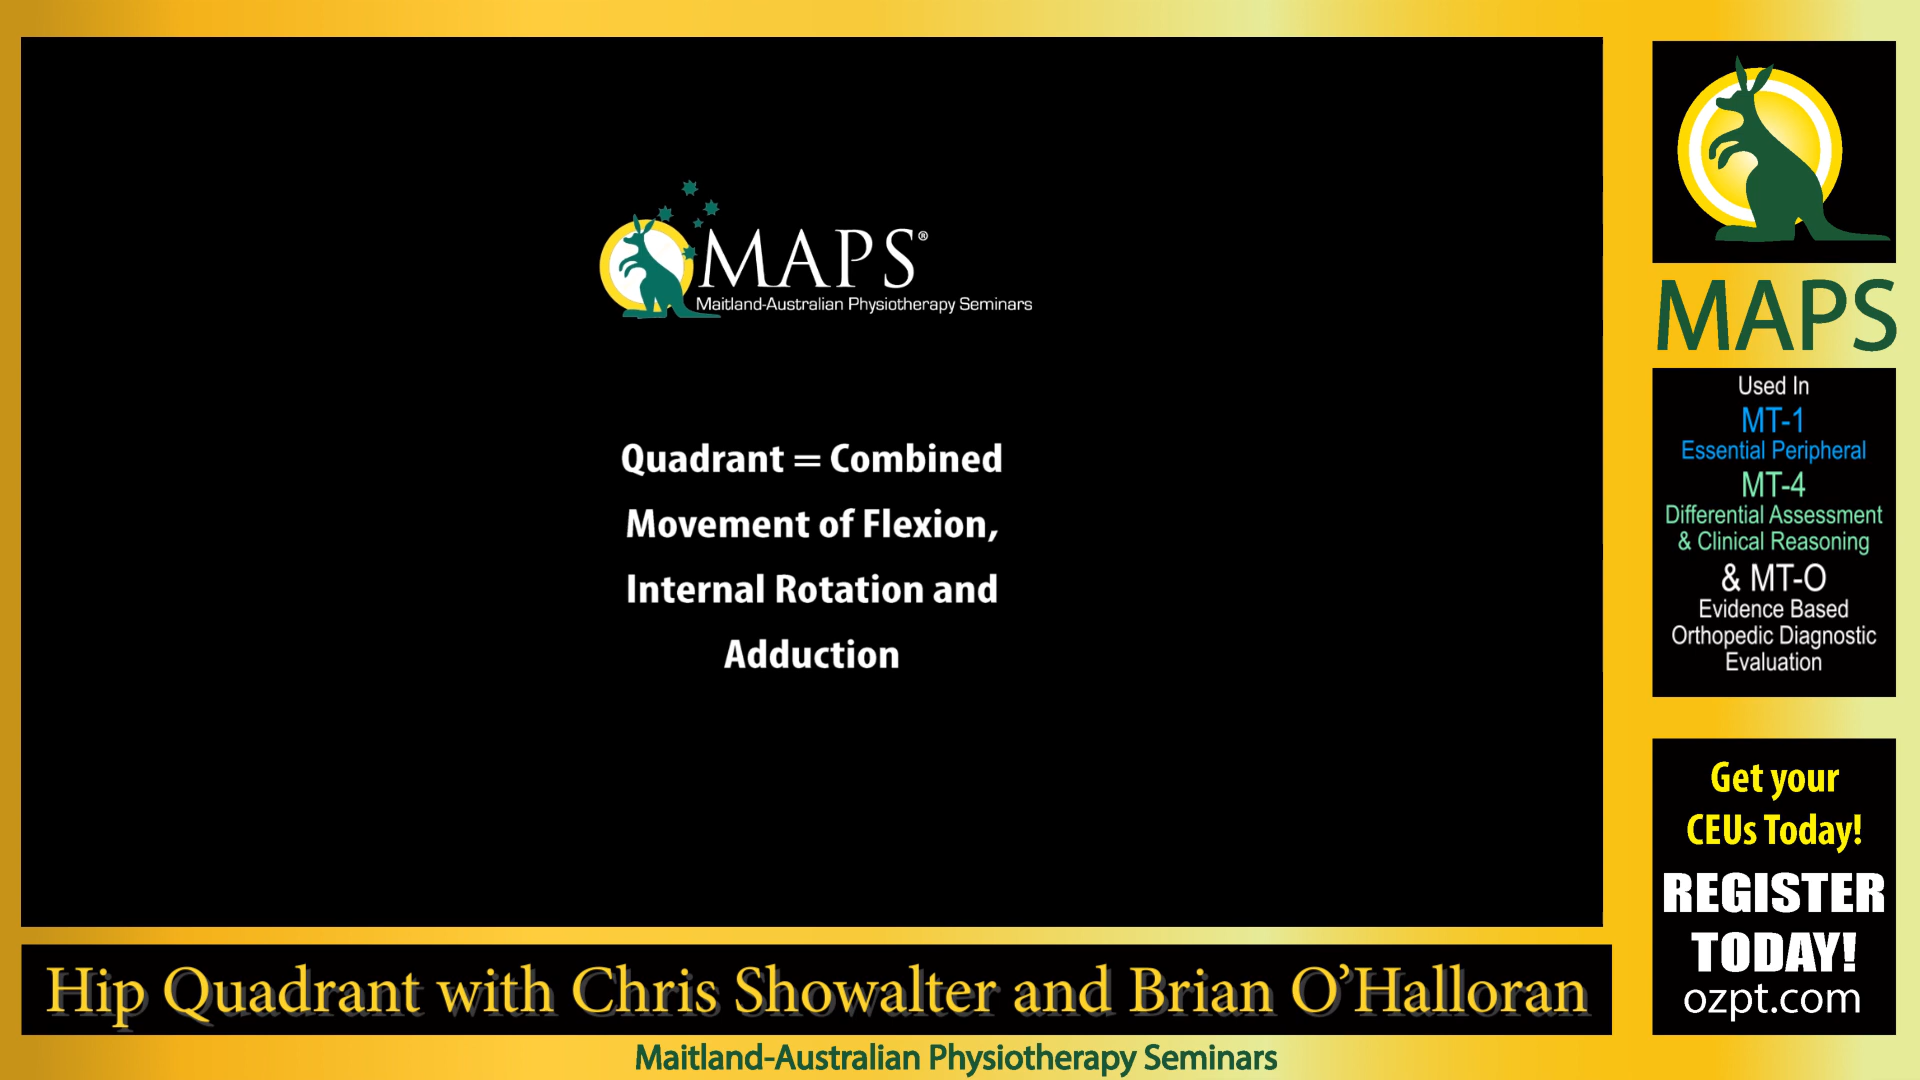 MAPS®
Maitland-Australian Physiotherapy Seminars
Quadrant = Combined
Movement of Flexion,
Internal Rotation and
Adduction
Hip Quadrant with Chris Showalter and Brian O’Halloran
Maitland-Australian Physiotherapy Seminars
MAPS
Used In
MT-1
Essential Peripheral
MT-4
Differential Assessment
& Clinical Reasoning
& MT-O
Evidence Based
Orthopedic Diagnostic
Evaluation
Get your
CEUs Today!
REGISTER
TODAY!
ozpt.com